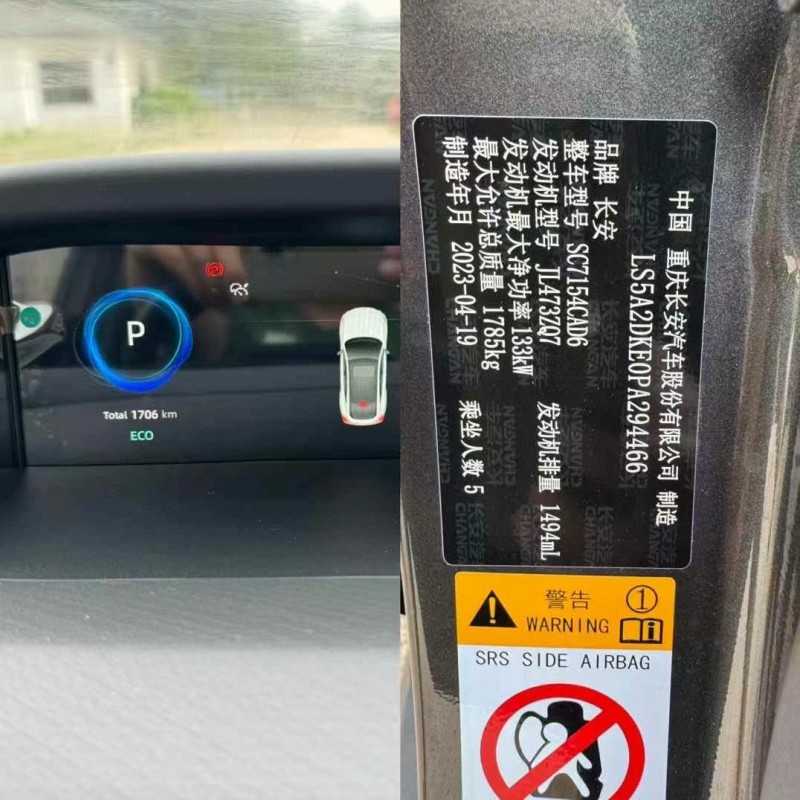 P
Total 1706 km
ECO
中国 重庆长安汽车股份有限公司 制造
LS5A2DKE0PA294466
品牌 长安
整车型号 SC7154CAD6
发动机型号 JL473ZQ7 发动机排量 1494mL
发动机最大净功率 133kW
最大允许总质量 1785kg 乘坐人数 5
制造年月 2023-04-19
警告 ①
WARNING
SRS SIDE AIRBAG